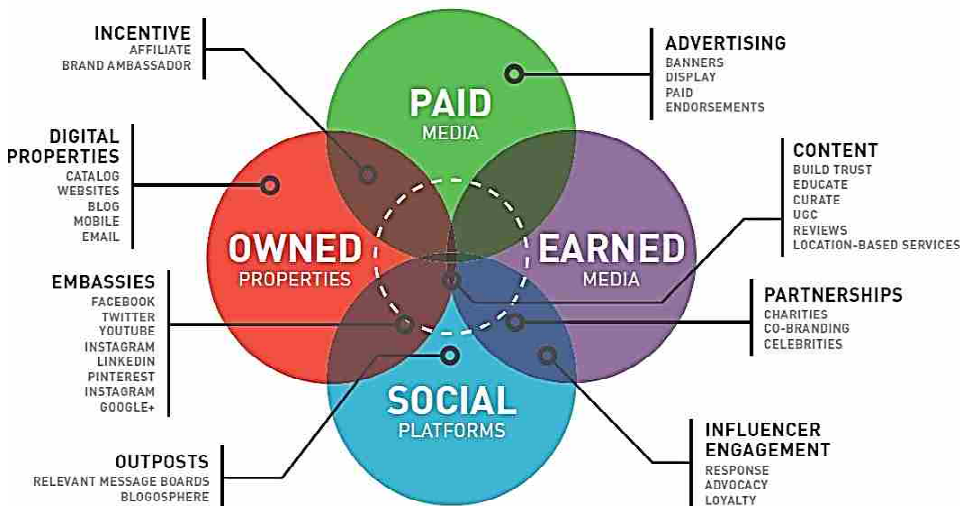 INCENTIVE
AFFILIATE
BRAND AMBASSADOR
DIGITAL
PROPERTIES
CATALOG
WEBSITES
BLOG
MOBILE
EMAIL
EMBASSIES
FACEBOOK
TWITTER
YOUTUBE
INSTAGRAM
LINKEDIN
PINTEREST
INSTAGRAM
GOOGLE+
OUTPOSTS
RELEVANT MESSAGE BOARDS
BLOGOSPHERE
PAID
MEDIA
OWNED
PROPERTIES
EARNED
MEDIA
SOCIAL
PLATFORMS
ADVERTISING
BANNERS
DISPLAY
PAID
ENDORSEMENTS
CONTENT
BUILD TRUST
EDUCATE
CURATE
UGC
REVIEWS
LOCATION-BASED SERVICES
PARTNERSHIPS
CHARITIES
CO-BRANDING
CELEBRITIES
INFLUENCER
ENGAGEMENT
RESPONSE
ADVOCACY
LOYALTY